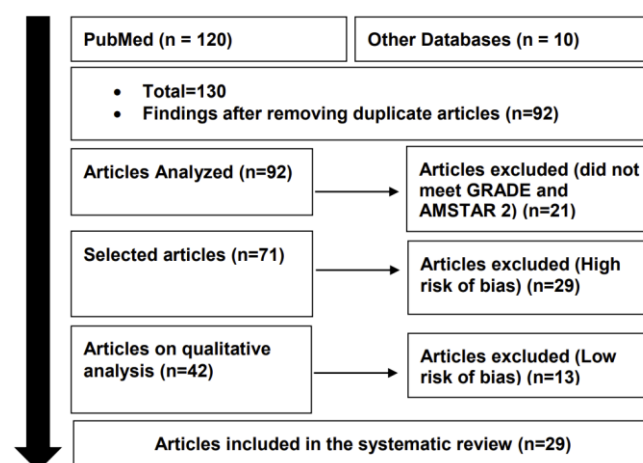 PubMed (n = 120)
Other Databases (n = 10)
• Total=130
• Findings after removing duplicate articles (n=92)
Articles Analyzed (n=92)
Articles excluded (did not
meet GRADE and
AMSTAR 2) (n=21)
Selected articles (n=71)
Articles excluded (High
risk of bias) (n=29)
Articles on qualitative
analysis (n=42)
Articles excluded (Low
risk of bias) (n=13)
Articles included in the systematic review (n=29)